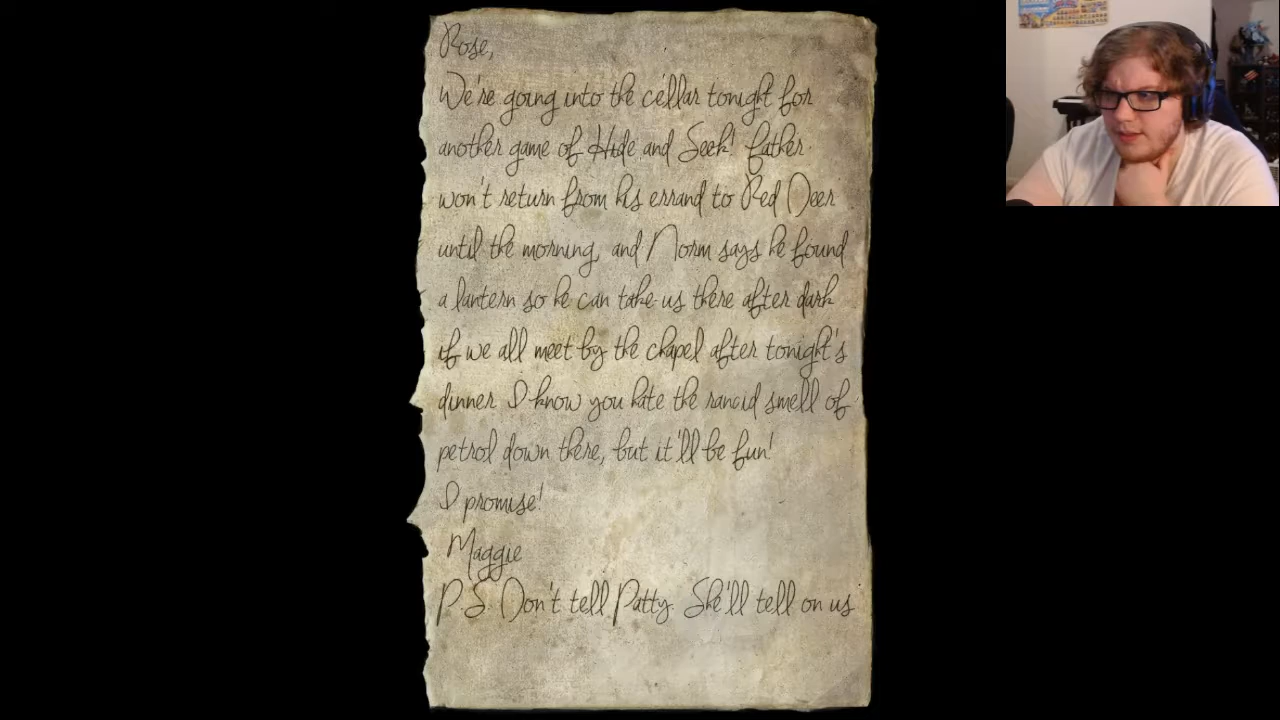 Rose,
We're going into the cellar tonight for
another game of Hide and Seek! Father
won't return from his errand to Red Deer
until the morning, and Norm says he found
a lantern so he can take us there after dark
if we all meet by the chapel after tonight's
dinner. I know you hate the rancid smell of
petrol down there, but it'll be fun!
I promise!
Maggie
P.S. Don't tell Patty. She'll tell on us